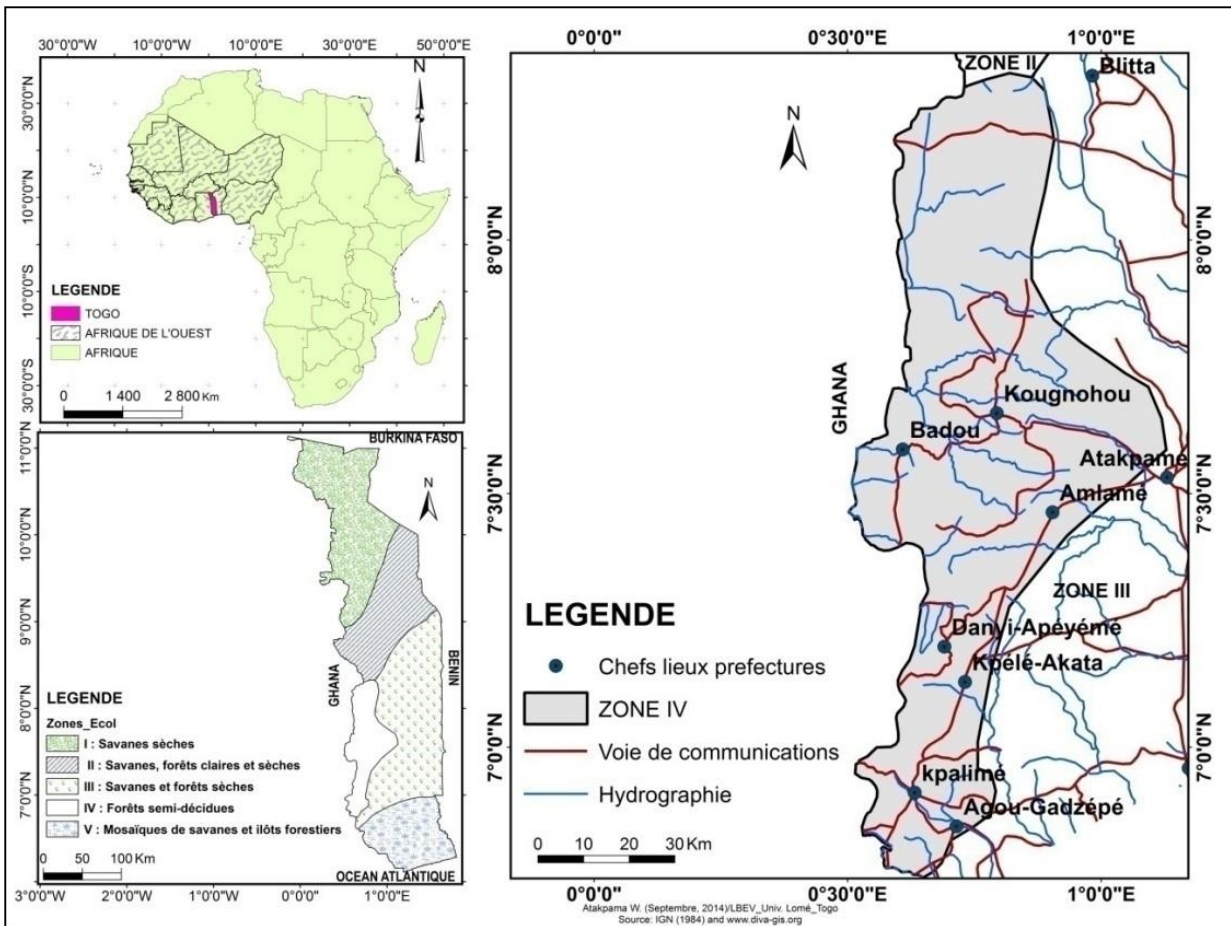 30°0'0"W 10°0'0"W 10°0'0"E 30°0'0"E 50°0'0"E
N
30°0'0"N
10°0'0"N
10°0'0"S
30°0'0"S
LEGENDE
TOGO
AFRIQUE DE L'OUEST
AFRIQUE
0 1 400 2 800 Km
BURKINA FASO
N
11°0'0"N
10°0'0"N
9°0'0"N
8°0'0"N
7°0'0"N
GHANA
BENIN
LEGENDE
Zones_Ecol
I : Savanes sèches
II : Savanes, forêts claires et sèches
III : Savanes et forêts sèches
IV : Forêts semi-décidues
V : Mosaïques de savanes et ilôts forestiers
0 50 100 Km
OCEAN ATLANTIQUE
3°0'0"W 2°0'0"W 1°0'0"W 0°0'0" 1°0'0"E
0°0'0" 0°30'0"E 1°0'0"E
ZONE II
Blitta
N
8°0'0"N 8°0'0"N
GHANA
Kougnohou
Badou
Atakpamé
7°30'0"N 7°30'0"N
Amlamé
ZONE III
Danyi-Apéyémé
Kpélé-Akata
7°0'0"N 7°0'0"N
kpalimé
Agou-Gadzépé
LEGENDE
Chefs lieux prefectures
ZONE IV
Voie de communications
Hydrographie
0 10 20 30 Km
0°0'0" 0°30'0"E 1°0'0"E
Atakpama W. (Septembre, 2014)/LBEV_Univ. Lomé_Togo
Source: IGN (1984) and www.diva-gis.org